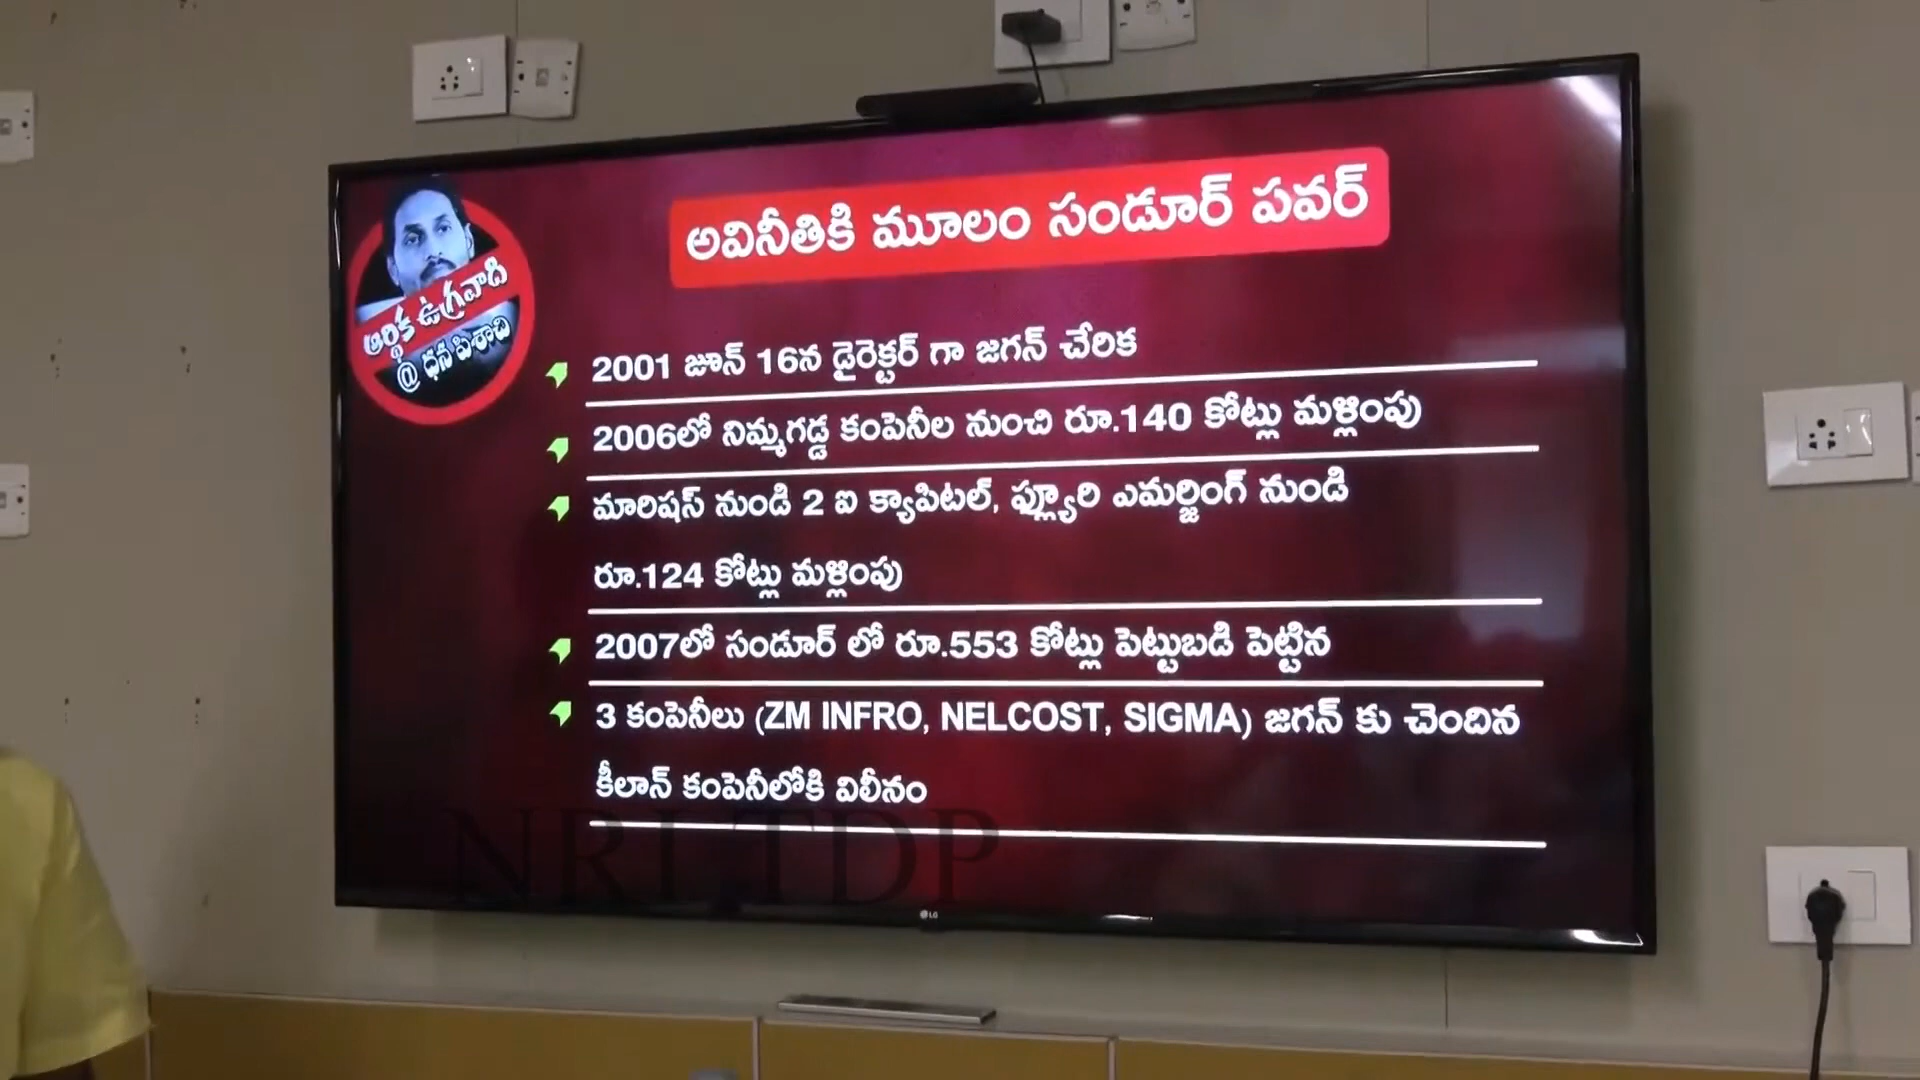 అవినీతికి మూలం సండూర్ పవర్
ఆర్థిక ఉగ్రవాది
@ ధన పిశాచి
2001 జూన్ 16న డైరెక్టర్ గా జగన్ చేరిక
2006లో నిమ్మగడ్డ కంపెనీల నుంచి రూ.140 కోట్లు మళ్లింపు
మారిషస్ నుండి 2 ఐ క్యాపిటల్, ఫ్ల్యూరి ఎమర్జింగ్ నుండి
రూ.124 కోట్లు మళ్లింపు
2007లో సండూర్ లో రూ.553 కోట్లు పెట్టుబడి పెట్టిన
3 కంపెనీలు (ZM INFRO, NELCOST, SIGMA) జగన్ కు చెందిన
కీలాన్ కంపెనీలోకి విలీనం
NRI TDP
LG